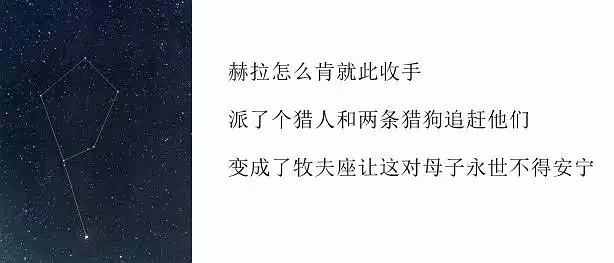 赫拉怎么肯就此收手
派了个猎人和两条猎狗追赶他们
变成了牧夫座让这对母子永世不得安宁